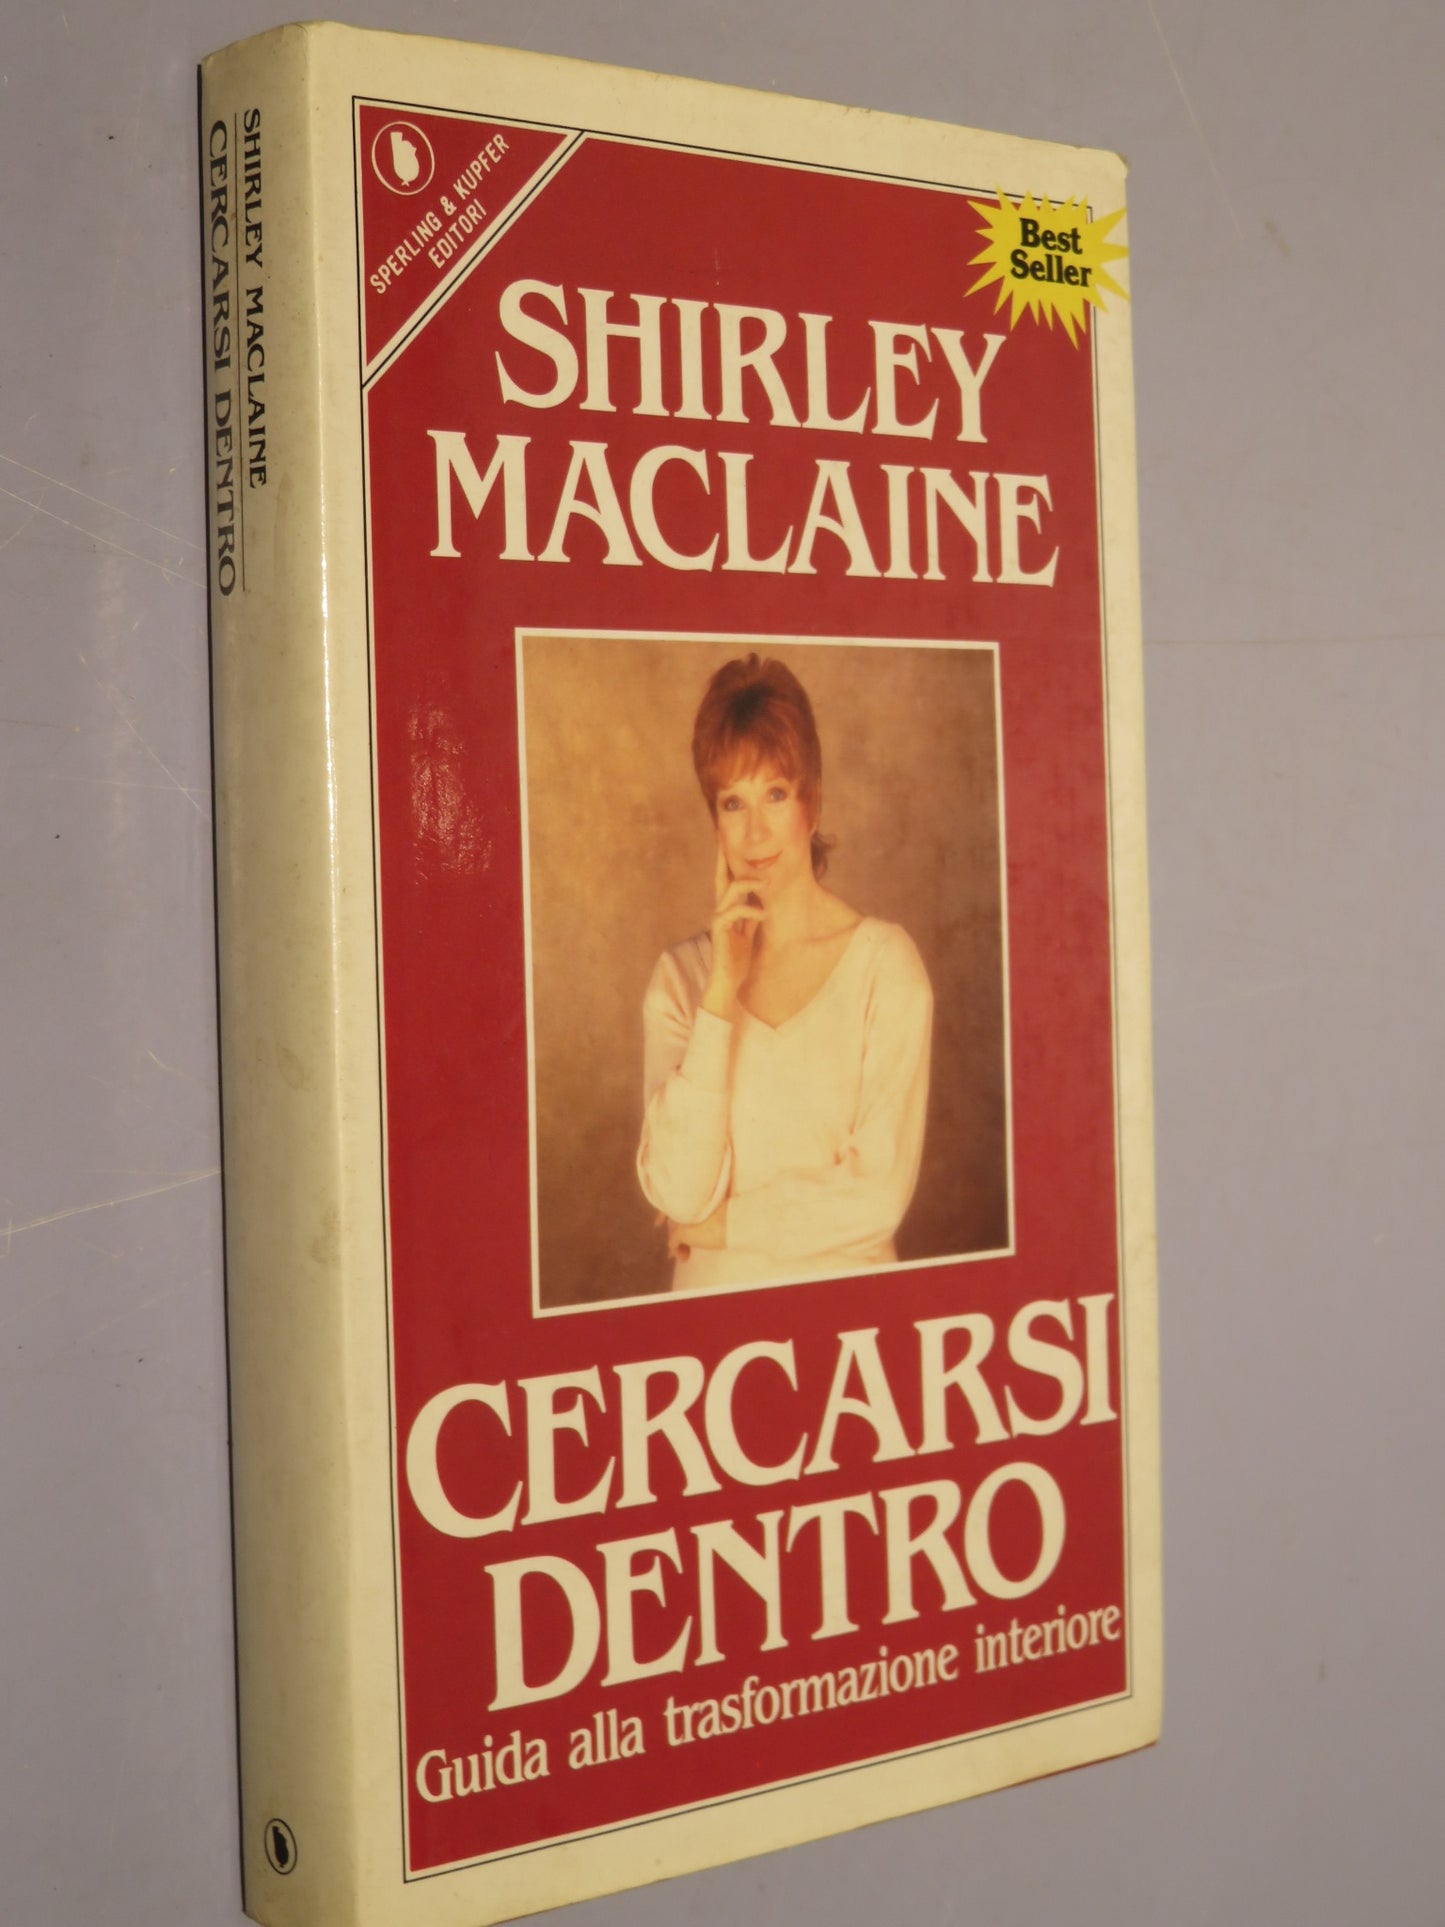 SHIRLEY MACLAINE
CERCARSI DENTRO
SPERLING & KUPFER
EDITORI
Best
Seller
SHIRLEY
MACLAINE
CERCARSI
DENTRO
Guida alla trasformazione interiore